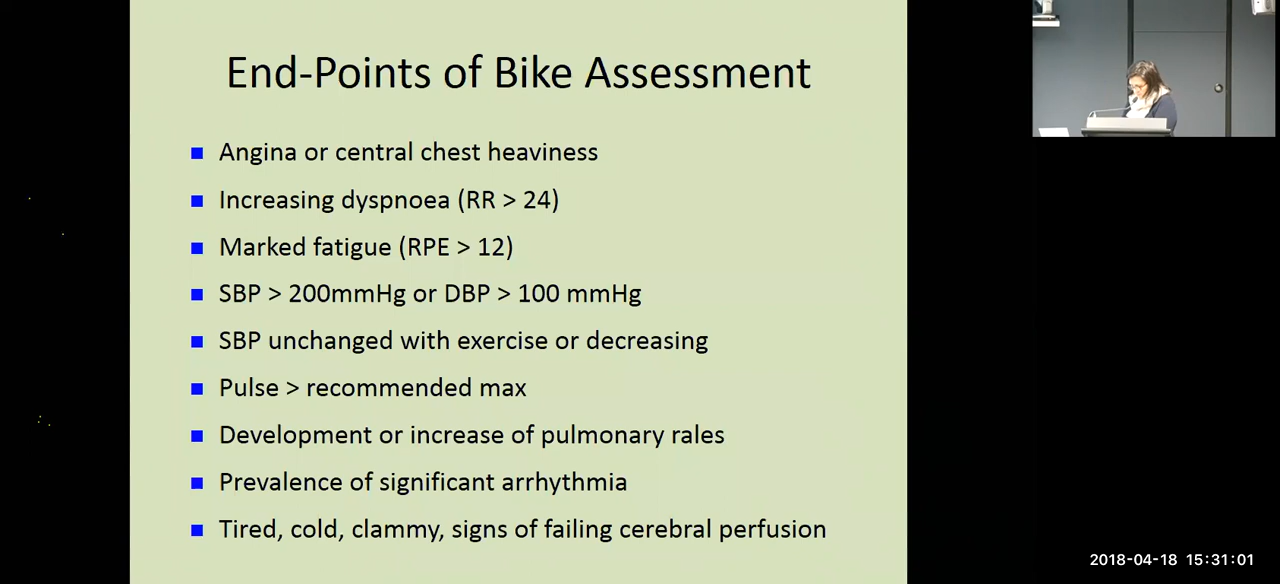 End-Points of Bike Assessment
Angina or central chest heaviness
Increasing dyspnoea (RR > 24)
Marked fatigue (RPE > 12)
SBP > 200mmHg or DBP > 100 mmHg
SBP unchanged with exercise or decreasing
Pulse > recommended max
Development or increase of pulmonary rales
Prevalence of significant arrhythmia
Tired, cold, clammy, signs of failing cerebral perfusion
2018-04-18 15:31:01